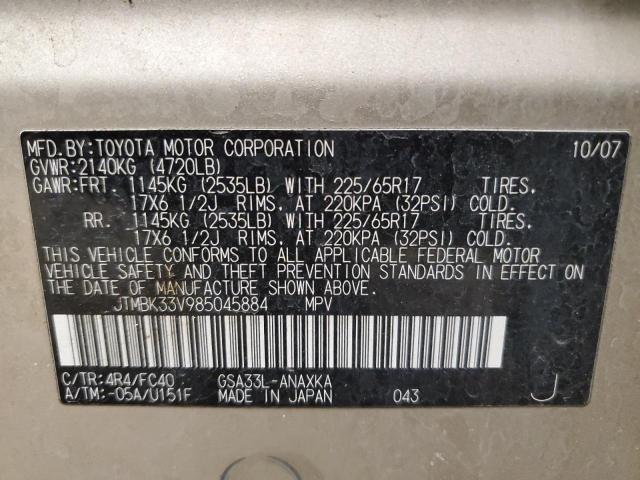 MFD.BY:TOYOTA MOTOR CORPORATION 10/07
GVWR:2140KG (4720LB)
GAWR:FRT. 1145KG (2535LB) WITH 225/65R17 TIRES.
17X6 1/2J RIMS. AT 220KPA (32PSI) COLD.
RR. 1145KG (2535LB) WITH 225/65R17 TIRES.
17X6 1/2J RIMS. AT 220KPA (32PSI) COLD.
THIS VEHICLE CONFORMS TO ALL APPLICABLE FEDERAL MOTOR
VEHICLE SAFETY AND THEFT PREVENTION STANDARDS IN EFFECT ON
THE DATE OF MANUFACTURE SHOWN ABOVE.
JTMBK33V985045884 MPV
C/TR:4R4/FC40 GSA33L-ANAXKA
A/TM:-05A/U151F MADE IN JAPAN 043 J